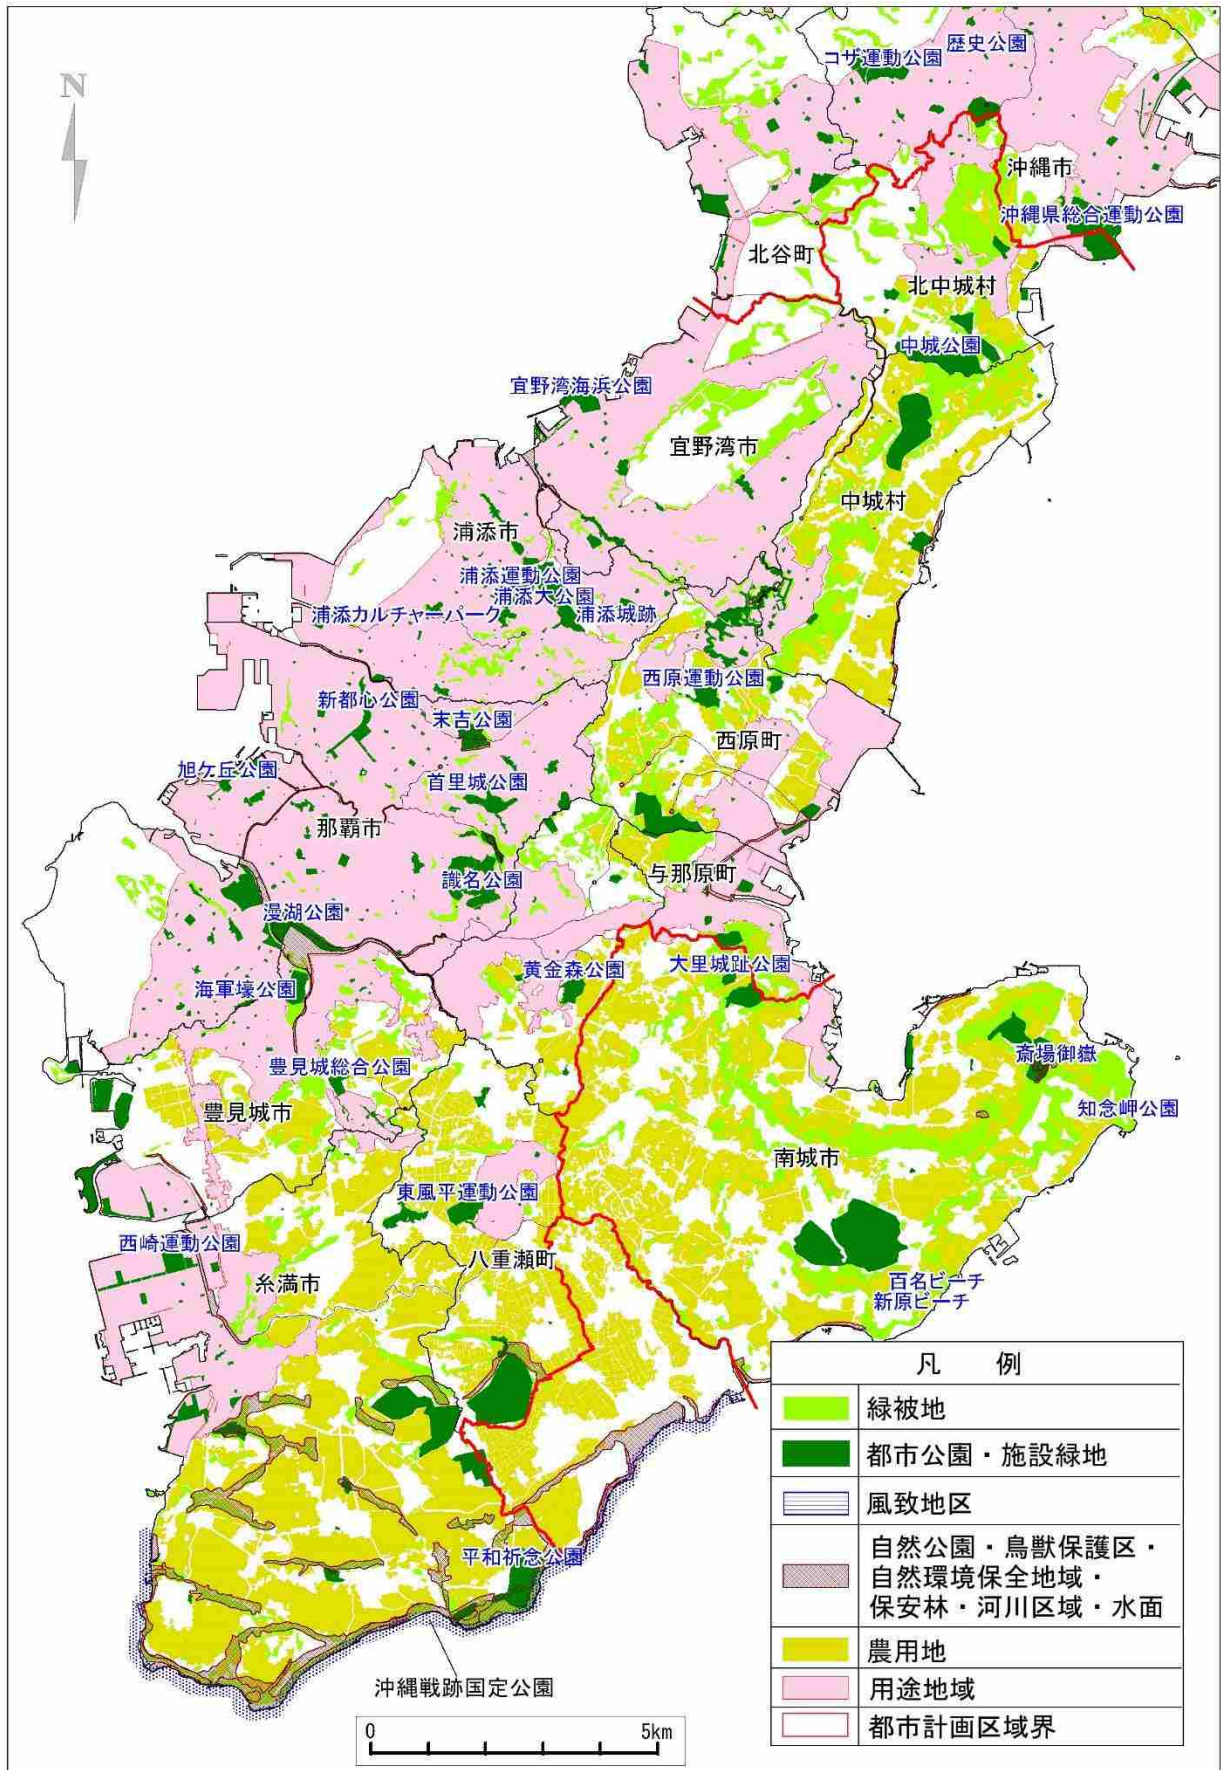 N
歴史公園
コザ運動公園
沖縄市
沖縄県総合運動公園
北谷町
北中城村
中城公園
宜野湾海浜公園
宜野湾市
中城村
浦添市
浦添運動公園
浦添大公園
浦添カルチャーパーク
浦添城跡
西原運動公園
新都心公園
末吉公園
西原町
旭ケ丘公園
首里城公園
那覇市
与那原町
識名公園
漫湖公園
黄金森公園
大里城趾公園
海軍壕公園
豊見城総合公園
斎場御嶽
豊見城市
知念岬公園
南城市
東風平運動公園
西崎運動公園
八重瀬町
糸満市
百名ビーチ
新原ビーチ
平和祈念公園
沖縄戦跡国定公園
0
5km
凡 例
緑被地
都市公園・施設緑地
風致地区
自然公園・鳥獣保護区・
自然環境保全地域・
保安林・河川区域・水面
農用地
用途地域
都市計画区域界